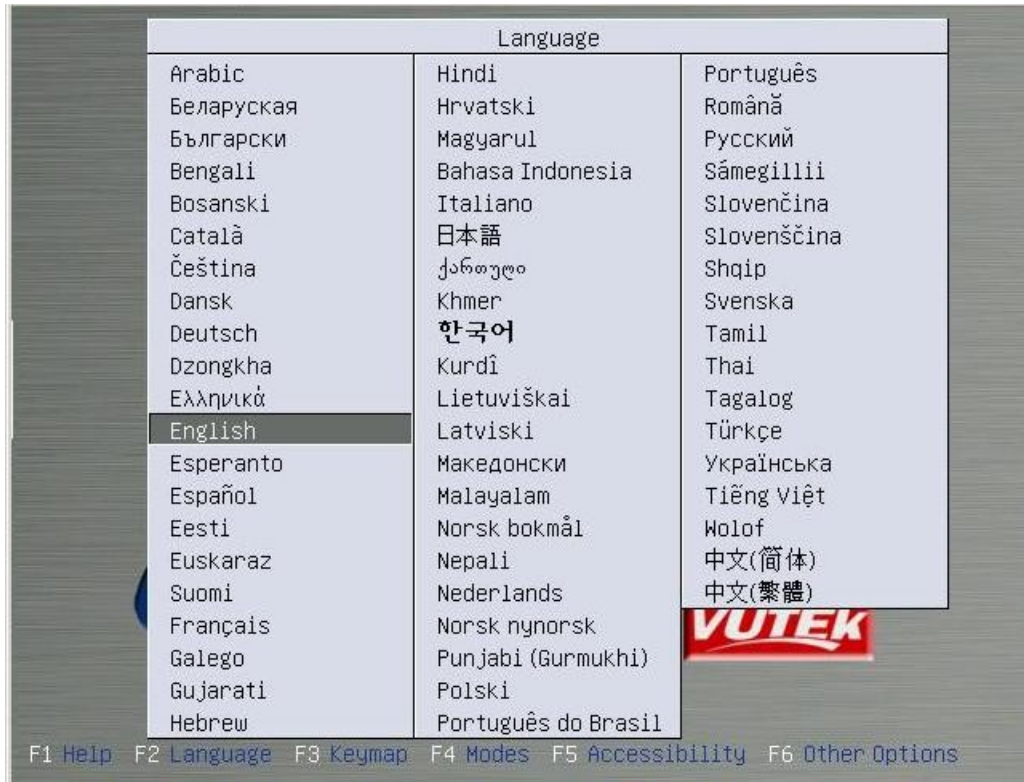 Language
Arabic
Беларуская
Български
Bengali
Bosanski
Català
Čeština
Dansk
Deutsch
Dzongkha
Ελληνικά
English
Esperanto
Español
Eesti
Euskaraz
Suomi
Français
Galego
Gujarati
Hebrew
Hindi
Hrvatski
Magyarul
Bahasa Indonesia
Italiano
日本語
ქართული
Khmer
한국어
Kurdî
Lietuviškai
Latviski
Македонски
Malayalam
Norsk bokmål
Nepali
Nederlands
Norsk nynorsk
Punjabi (Gurmukhi)
Polski
Português do Brasil
Português
Română
Русский
Sámegillii
Slovenčina
Slovenščina
Shqip
Svenska
Tamil
Thai
Tagalog
Türkçe
Українська
Tiếng Việt
Wolof
中文(简体)
中文(繁體)
VUTEK
F1 Help F2 Language F3 Keymap F4 Modes F5 Accessibility F6 Other Options